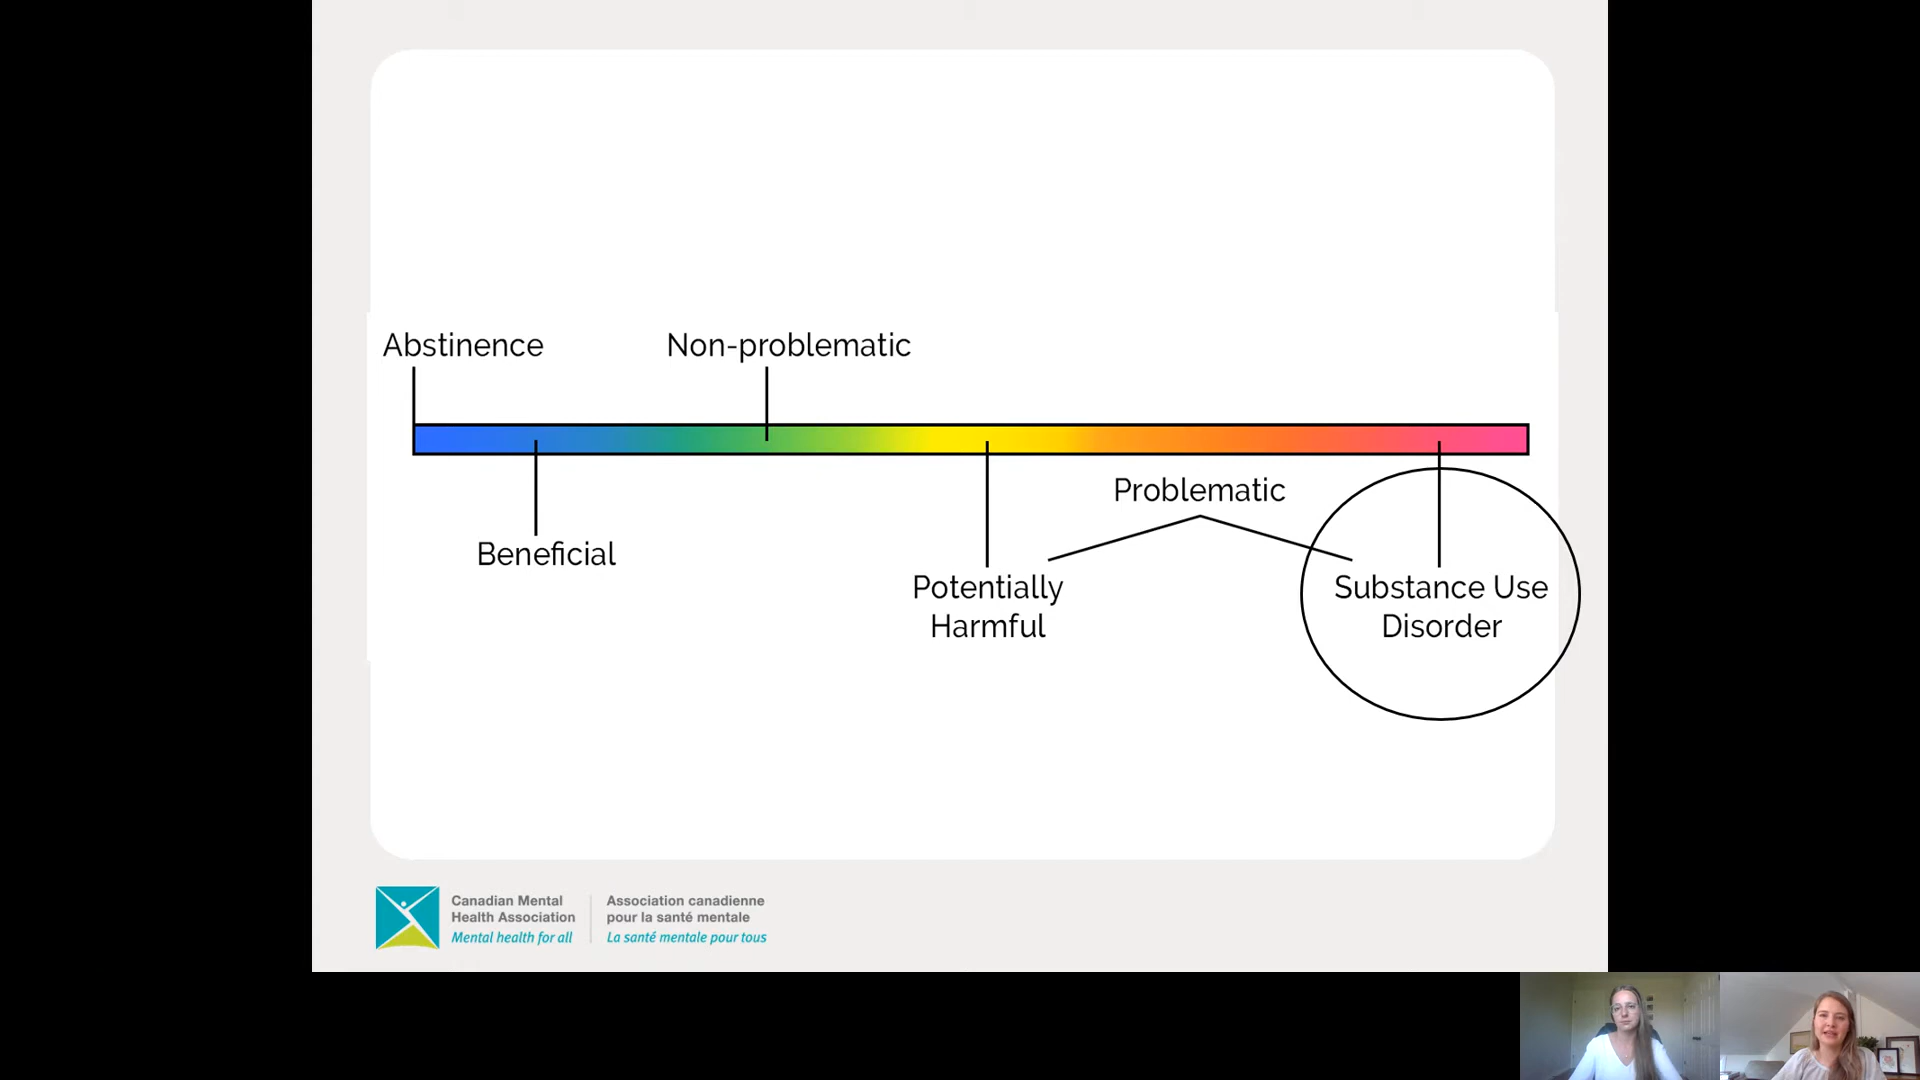 Abstinence
Non-problematic
Beneficial
Problematic
Potentially
Harmful
Substance Use
Disorder
Canadian Mental
Health Association
Mental health for all
Association canadienne
pour la santé mentale
La santé mentale pour tous